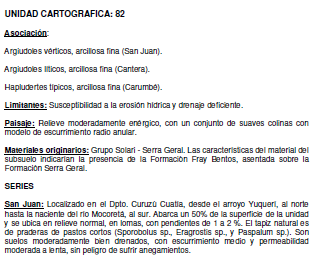 UNIDAD CARTOGRAFICA: 82
Asociación:
Argiudoles vérticos, arcillosa fina (San Juan).
Argiudoles líticos, arcillosa fina (Cantera).
Hapludertes típicos, arcillosa fina (Carumbé).
Limitantes: Susceptibilidad a la erosión hídrica y drenaje deficiente.
Paisaje: Relieve moderadamente enérgico, con un conjunto de suaves colinas con
modelo de escurrimiento radio anular.
Materiales originarios: Grupo Solari - Serra Geral. Las características del material del
subsuelo indicarían la presencia de la Formación Fray Bentos, asentada sobre la
Formación Serra Geral.
SERIES
San Juan: Localizado en el Dpto. Curuzú Cuatia, desde el arroyo Yuquerí, al norte
hasta la naciente del río Mocoretá, al sur. Abarca un 50% de la superficie de la unidad
y se ubica en relieve normal, en lomas, con pendientes de 1 a 2 %. El tapiz natural es
de praderas de pastos cortos (Sporobolus sp., Eragrostis sp., y Paspalum sp.). Son
suelos moderadamente bien drenados, con escurrimiento medio y permeabilidad
moderada a lenta, sin peligro de sufrir anegamientos.